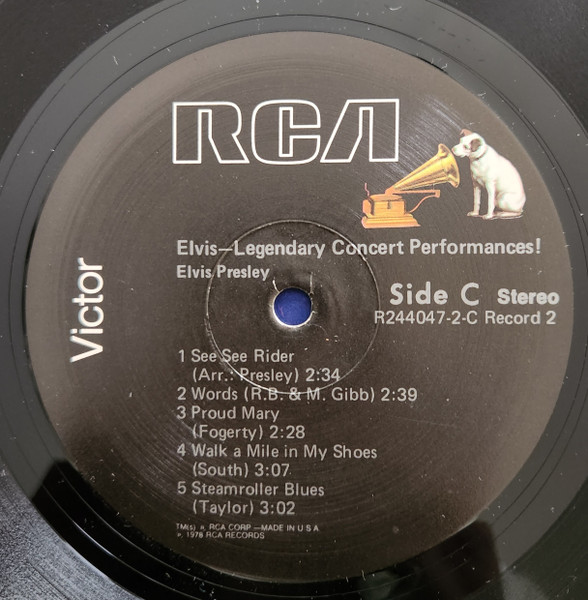 RCA
Victor
Elvis—Legendary Concert Performances!
Elvis Presley
Side C Stereo
R244047-2-C Record 2
1 See See Rider
(Arr.: Presley) 2:34
2 Words (R.B. & M. Gibb) 2:39
3 Proud Mary
(Fogerty) 2:28
4 Walk a Mile in My Shoes
(South) 3:07
5 Steamroller Blues
(Taylor) 3:02
TM(s) ® RCA CORP—MADE IN U S A
℗ 1978 RCA RECORDS